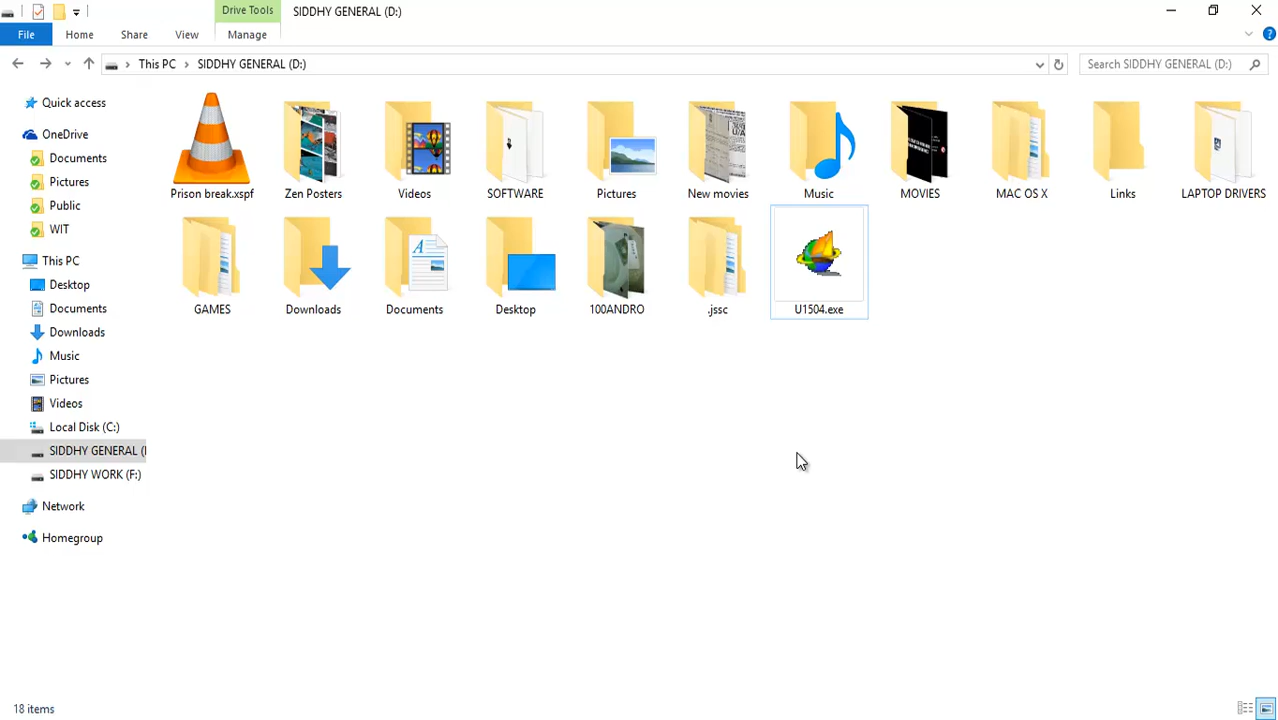 Drive Tools
SIDDHY GENERAL (D:)
File
Home
Share
View
Manage
This PC
SIDDHY GENERAL (D:)
Search SIDDHY GENERAL (D:)
Quick access
OneDrive
Documents
Pictures
Public
WIT
This PC
Desktop
Documents
Downloads
Music
Pictures
Videos
Local Disk (C:)
SIDDHY GENERAL (
SIDDHY WORK (F:)
Network
Homegroup
Prison break.xspf
Zen Posters
Videos
SOFTWARE
Pictures
New movies
Music
MOVIES
MAC OS X
Links
LAPTOP DRIVERS
GAMES
Downloads
Documents
Desktop
100ANDRO
.jssc
U1504.exe
18 items